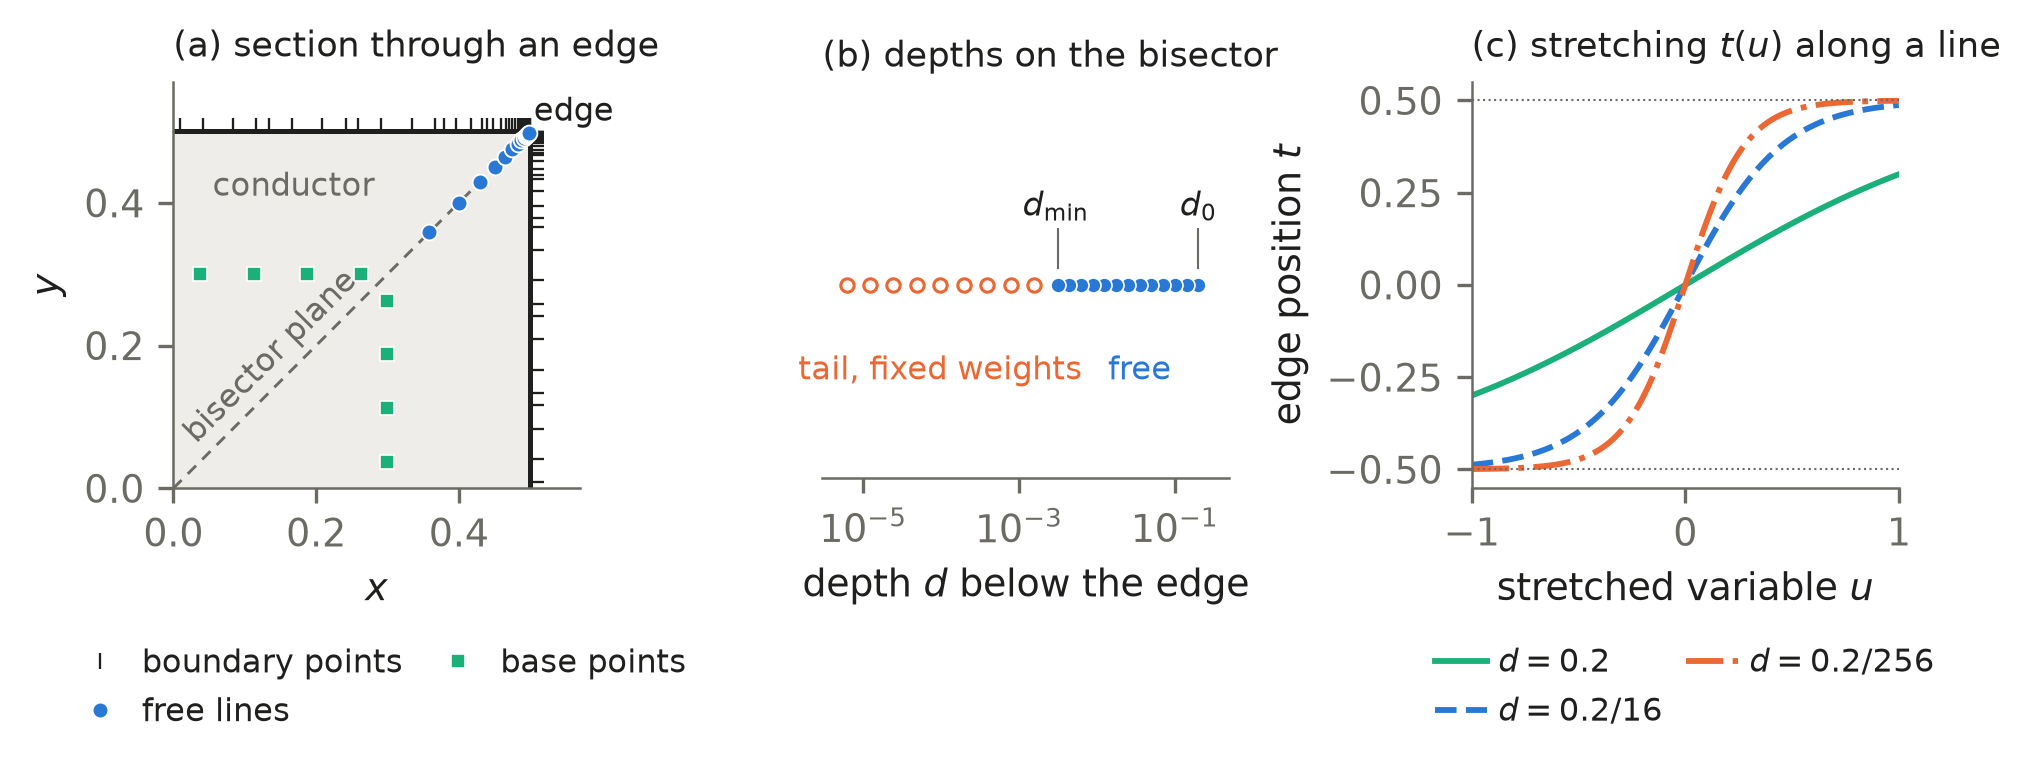 (a) section through an edge
edge
conductor
bisector plane
0.4
0.2
0.0
y
0.0 0.2 0.4
x
boundary points
base points
free lines
(b) depths on the bisector
d_min d_0
tail, fixed weights free
10^−5 10^−3 10^−1
depth d below the edge
(c) stretching t(u) along a line
0.50
0.25
0.00
−0.25
−0.50
edge position t
−1 0 1
stretched variable u
d = 0.2
d = 0.2/256
d = 0.2/16